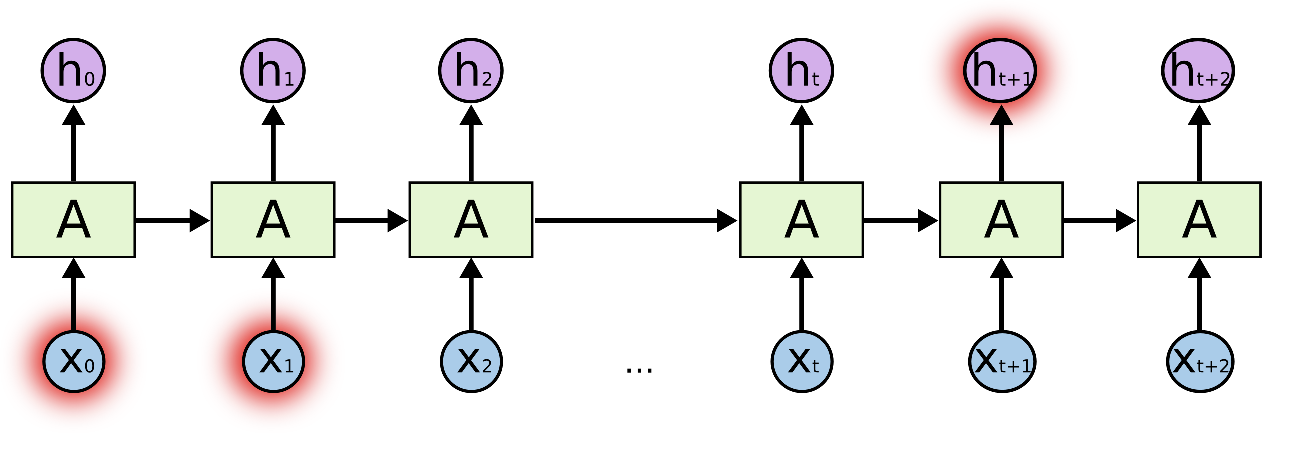 h₀ h₁ h₂ hₜ hₜ₊₁ hₜ₊₂
A A A A A A
x₀ x₁ x₂ ... xₜ xₜ₊₁ xₜ₊₂